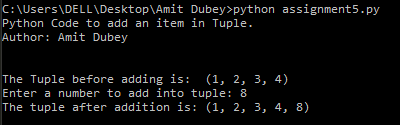 C:\Users\DELL\Desktop\Amit Dubey>python assignment5.py
Python Code to add an item in Tuple.
Author: Amit Dubey
The Tuple before adding is:  (1, 2, 3, 4)
Enter a number to add into tuple: 8
The tuple after addition is: (1, 2, 3, 4, 8)